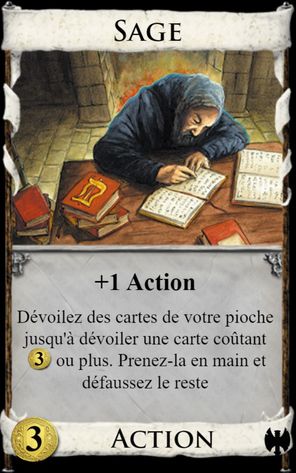 SAGE
+1 Action
Dévoilez des cartes de votre pioche
jusqu'à dévoiler une carte coûtant
3 ou plus. Prenez-la en main et
défaussez le reste
3 ACTION